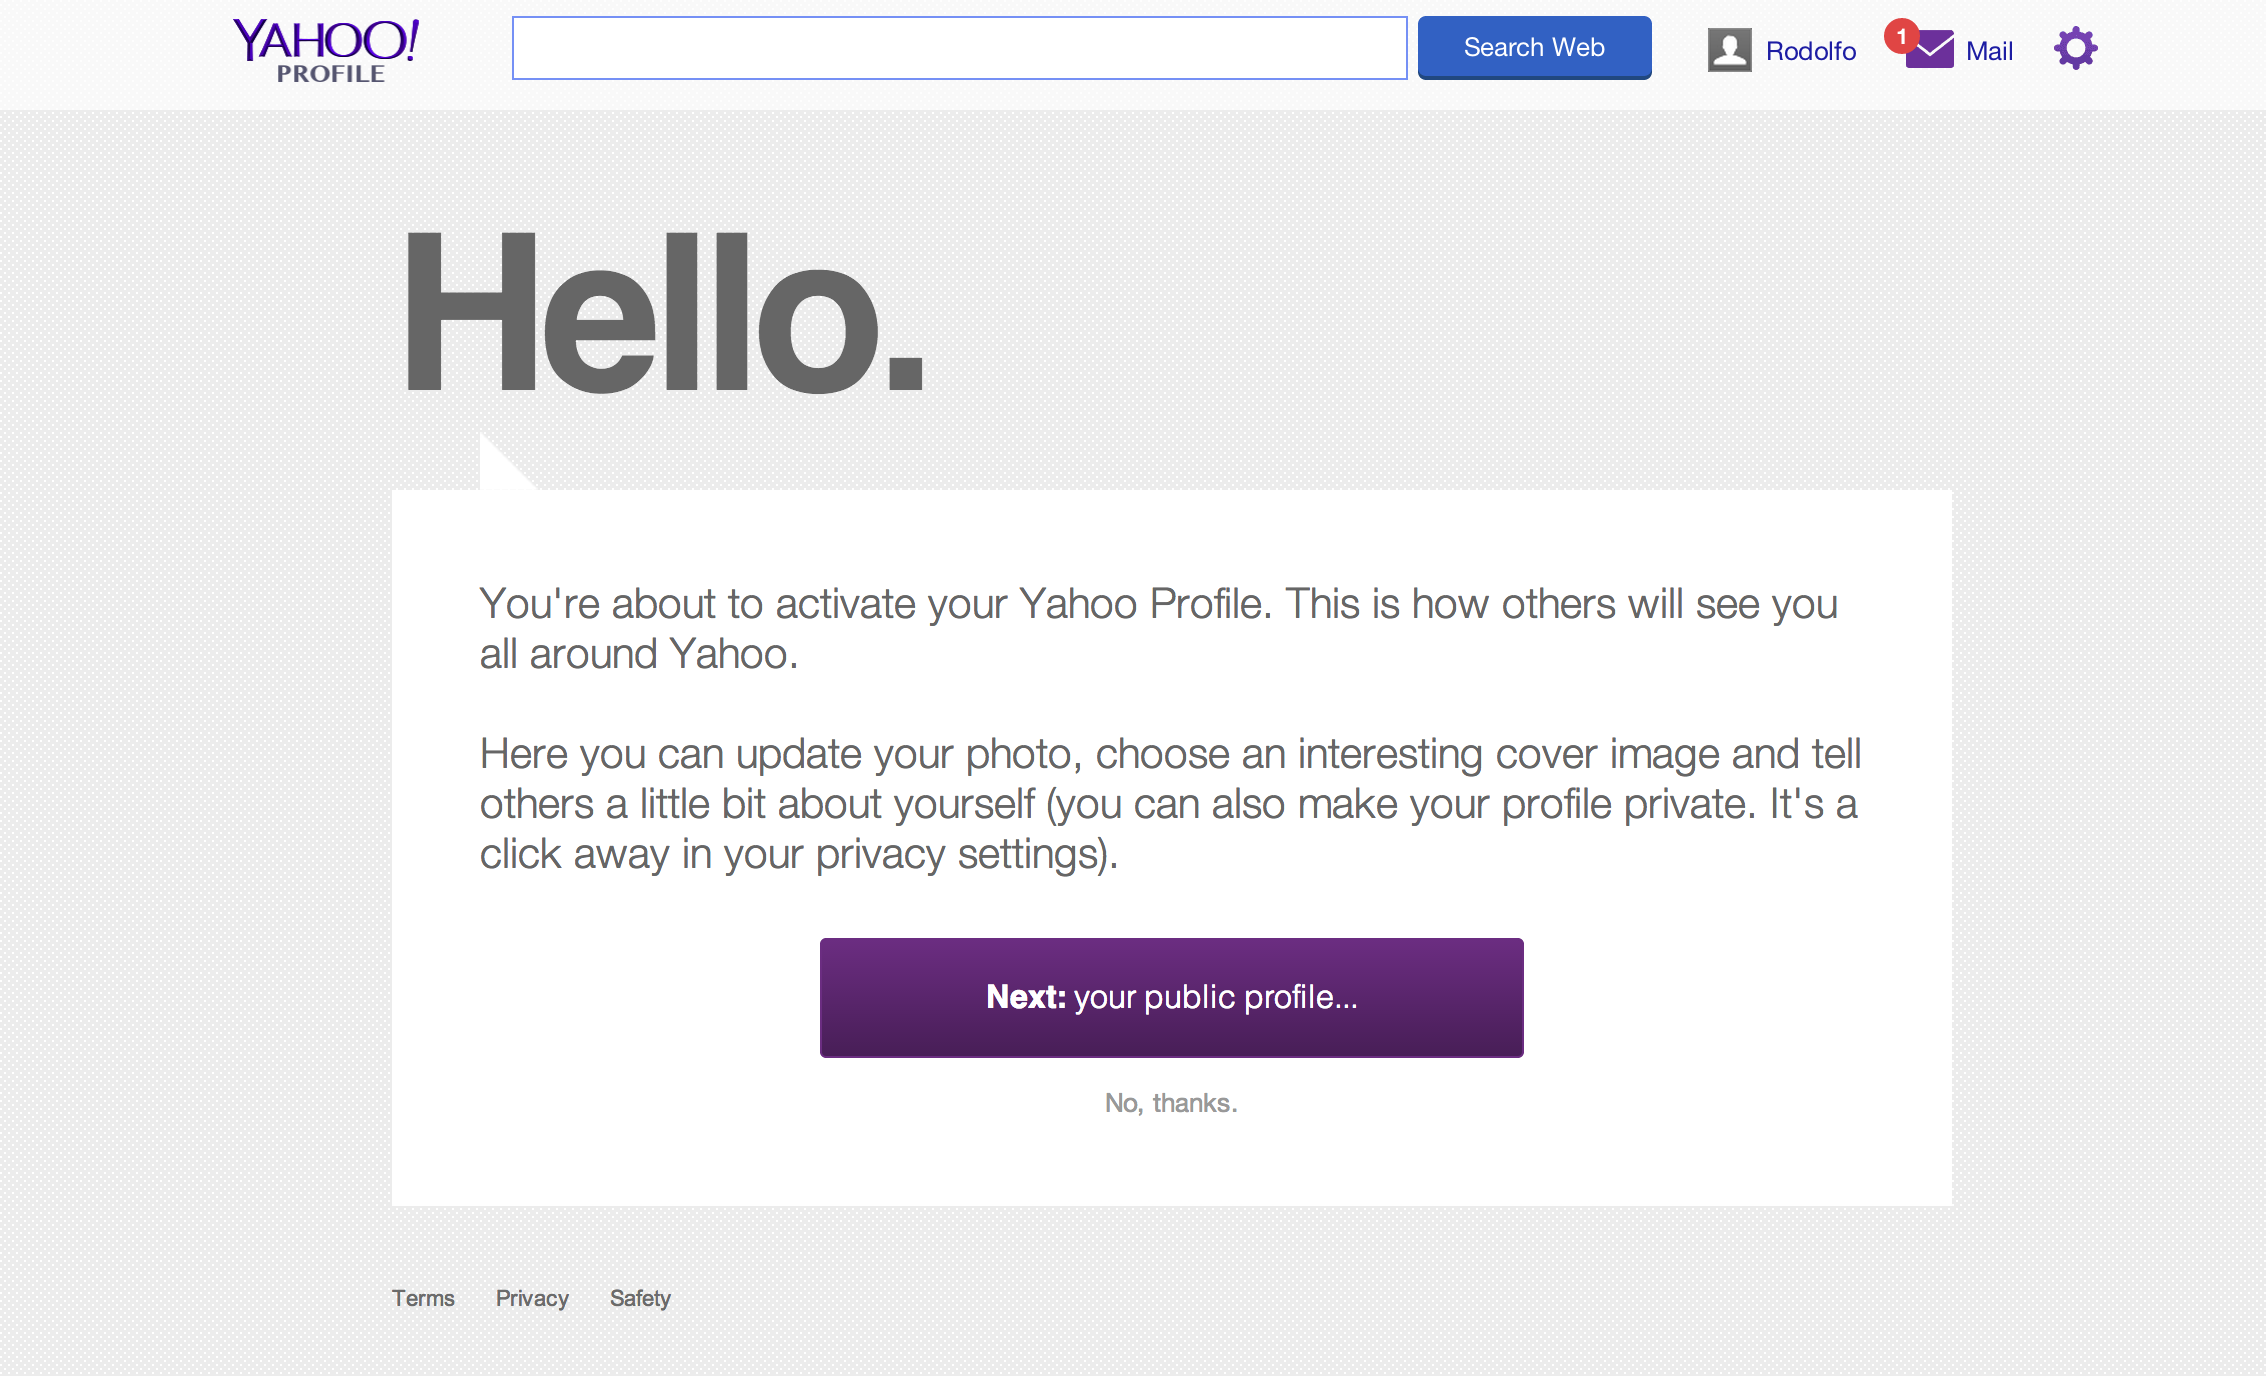 YAHOO!
PROFILE
Search Web
Rodolfo
1
Mail
Hello.
You're about to activate your Yahoo Profile. This is how others will see you
all around Yahoo.
Here you can update your photo, choose an interesting cover image and tell
others a little bit about yourself (you can also make your profile private. It's a
click away in your privacy settings).
Next: your public profile...
No, thanks.
Terms Privacy Safety